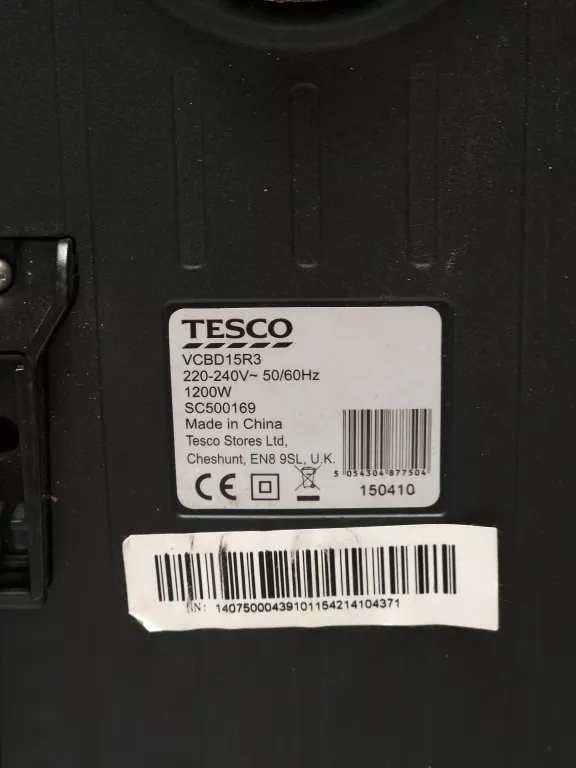 TESCO
VCBD15R3
220-240V~ 50/60Hz
1200W
SC500169
Made in China
Tesco Stores Ltd,
Cheshunt, EN8 9SL, U.K.
5 054304 877504
CE
150410
N: 14075000439101154214104371